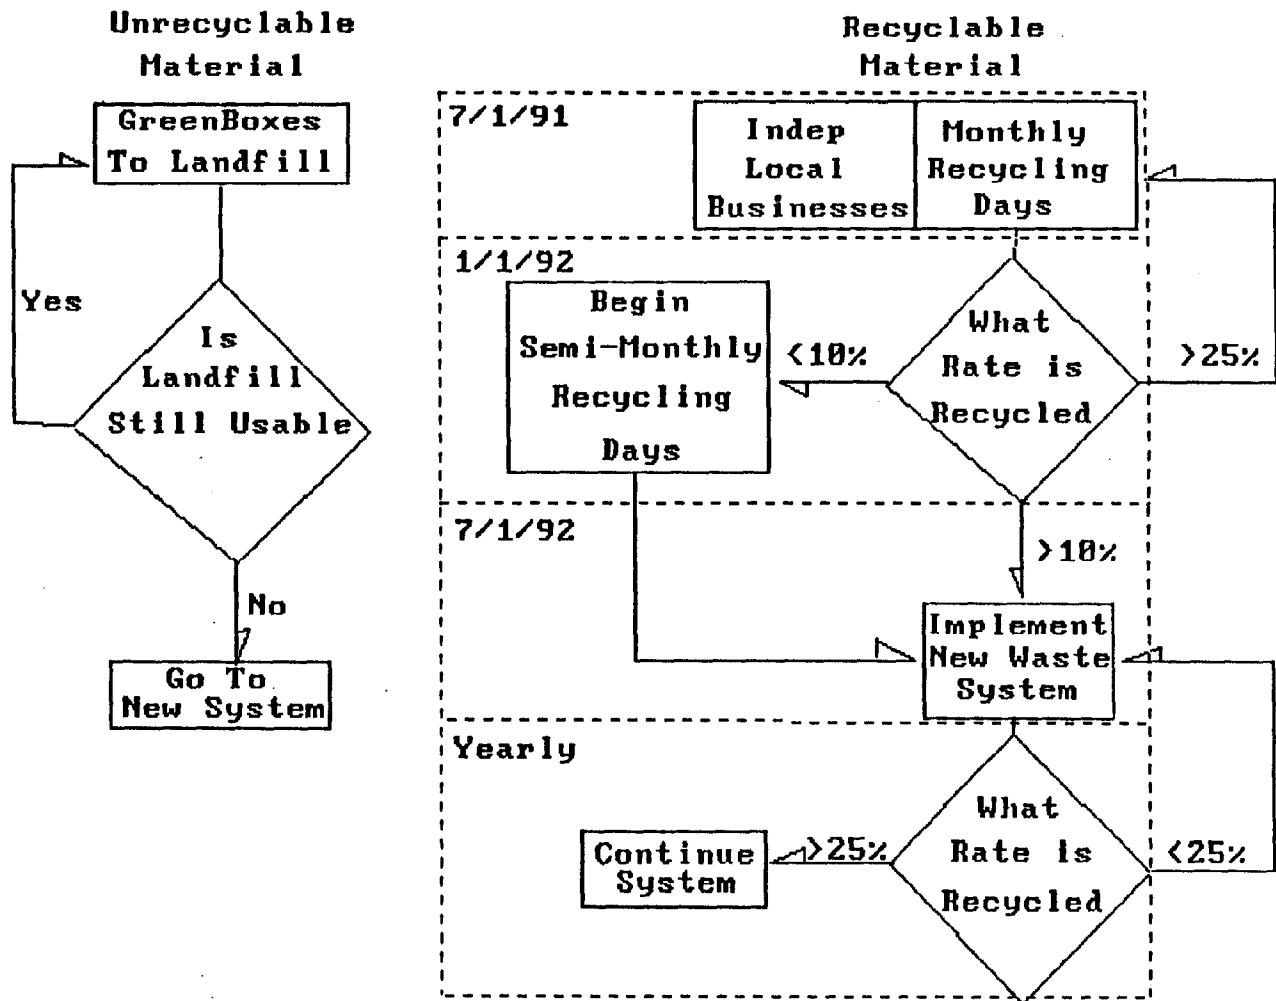 Unrecyclable
Material
GreenBoxes
To Landfill
Yes
Is
Landfill
Still Usable
No
Go To
New System
Recyclable
Material
7/1/91
Indep
Local
Businesses
Monthly
Recycling
Days
1/1/92
Begin
Semi-Monthly
Recycling
Days
<10%
What
Rate is
Recycled
>25%
7/1/92
>10%
Implement
New Waste
System
Yearly
Continue
System
>25%
What
Rate is
Recycled
<25%